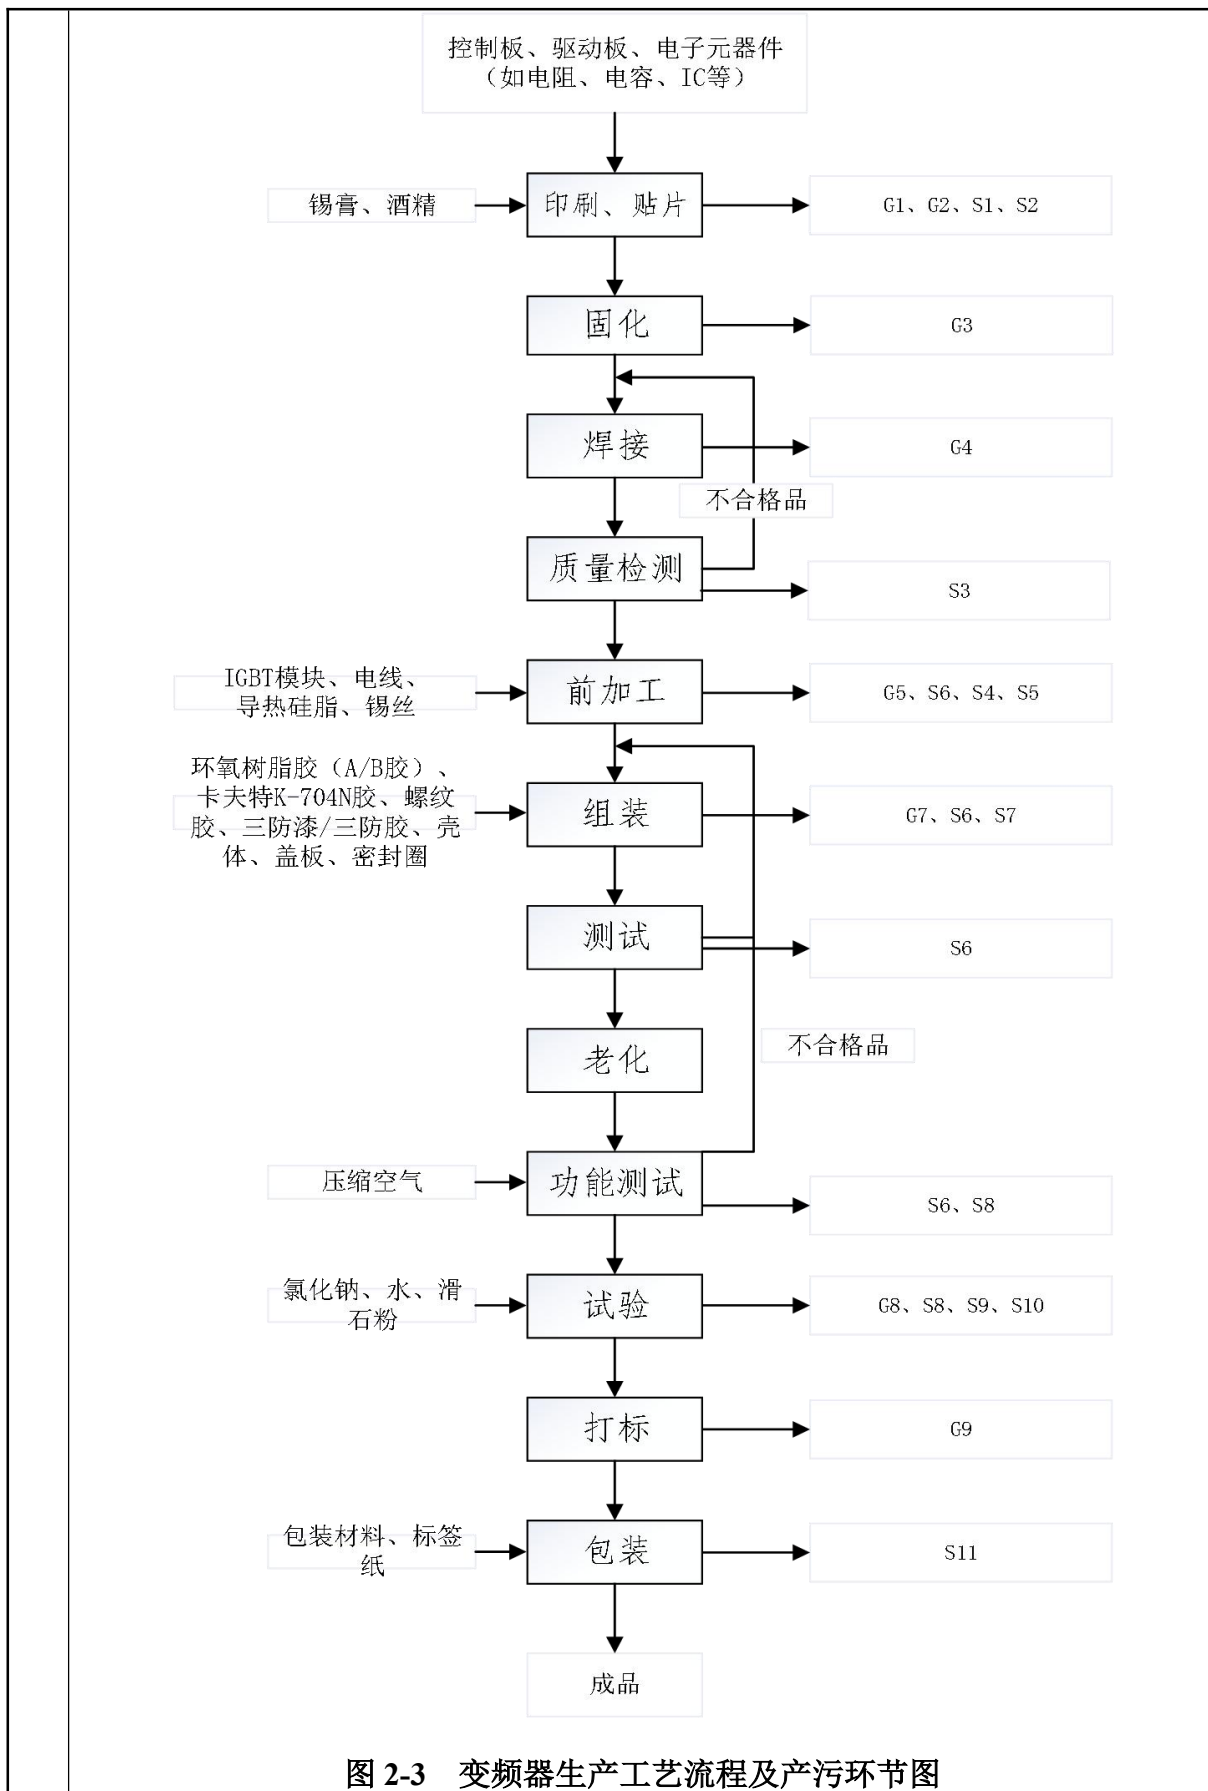 控制板、驱动板、电子元器件
（如电阻、电容、IC等）
锡膏、酒精
印刷、贴片
G1、G2、S1、S2
固化
G3
焊接
G4
不合格品
质量检测
S3
IGBT模块、电线、
导热硅脂、锡丝
前加工
G5、S6、S4、S5
环氧树脂胶（A/B胶）、
卡夫特K-704N胶、螺纹
胶、三防漆/三防胶、壳
体、盖板、密封圈
组装
G7、S6、S7
测试
S6
老化
不合格品
压缩空气
功能测试
S6、S8
氯化钠、水、滑
石粉
试验
G8、S8、S9、S10
打标
G9
包装材料、标签
纸
包装
S11
成品
图 2-3 变频器生产工艺流程及产污环节图